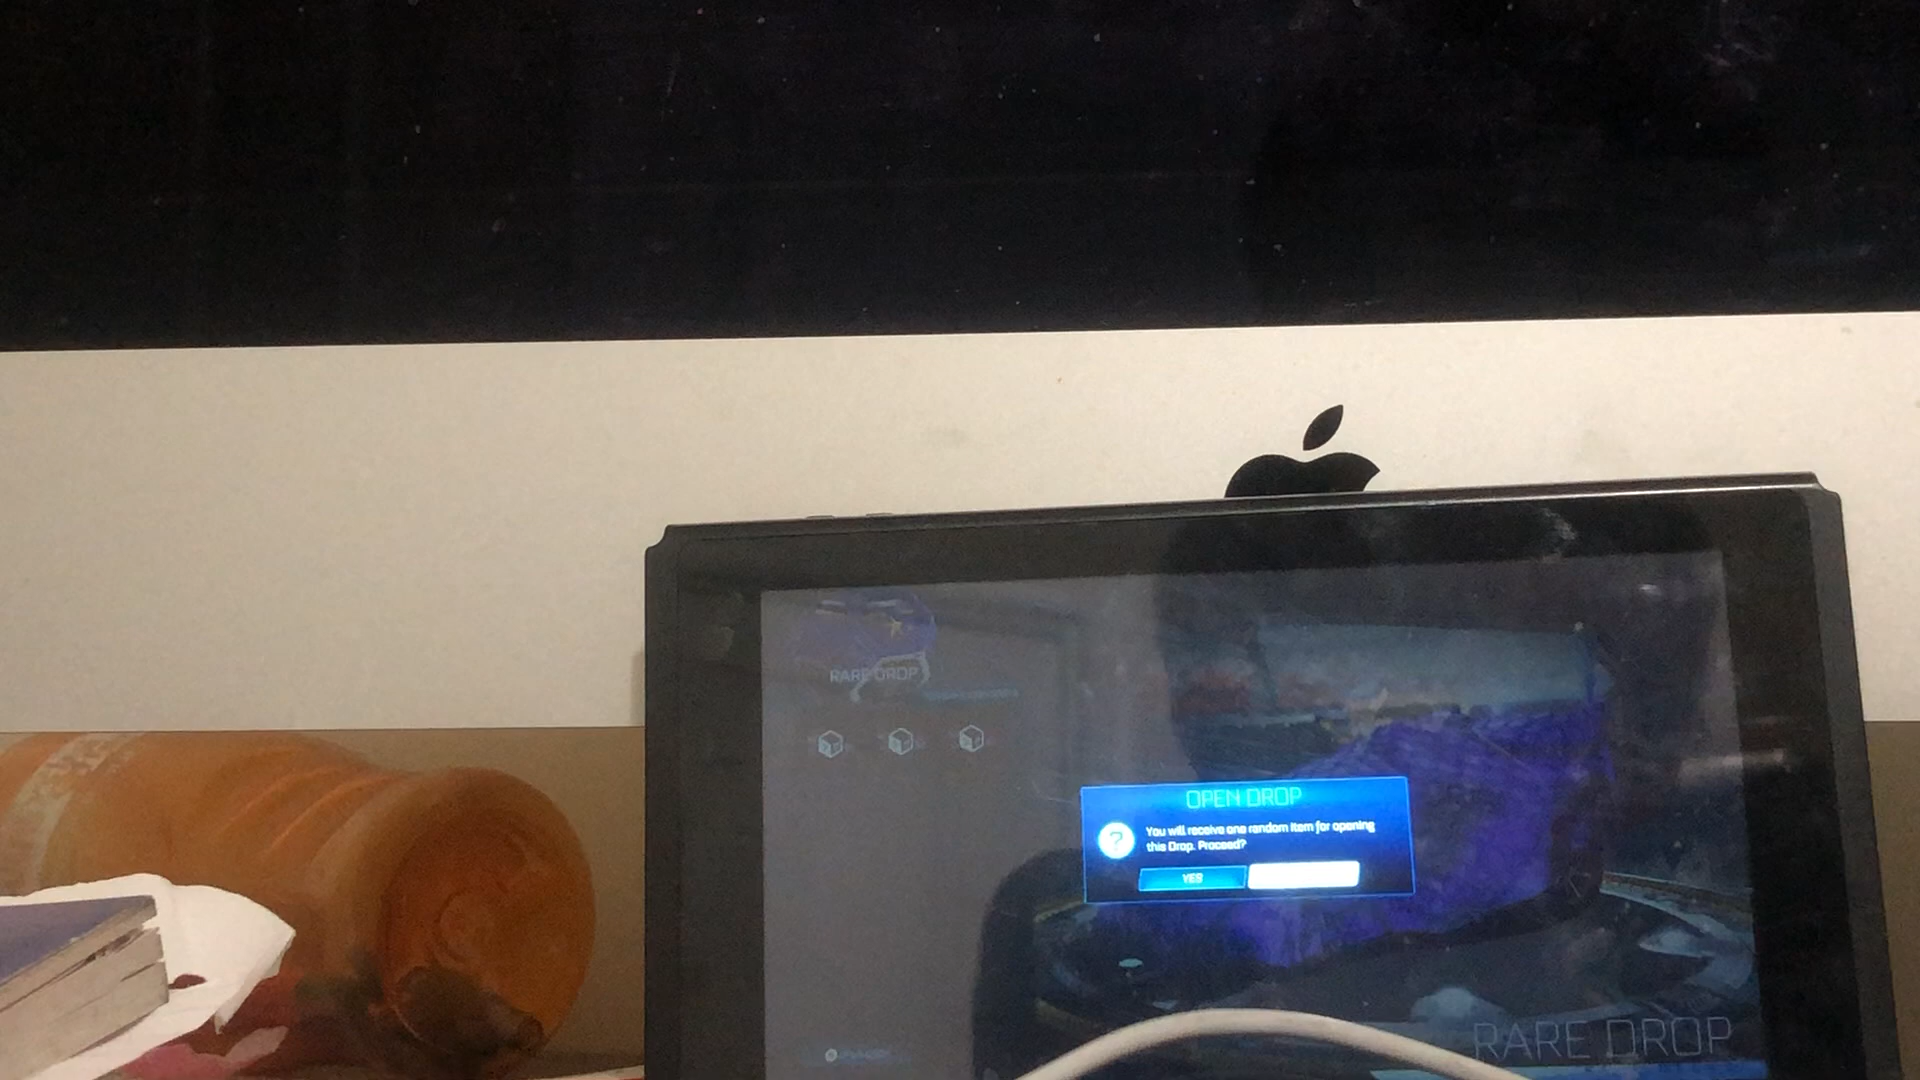 RARE DROP
OPEN DROP
You will receive one random item for opening
this Drop. Proceed?
YES
RARE DROP